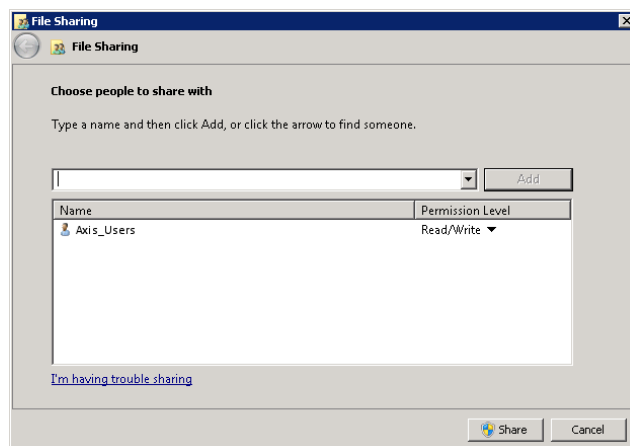 File Sharing
File Sharing
Choose people to share with
Type a name and then click Add, or click the arrow to find someone.
Add
Name Permission Level
Axis_Users Read/Write
I'm having trouble sharing
Share Cancel